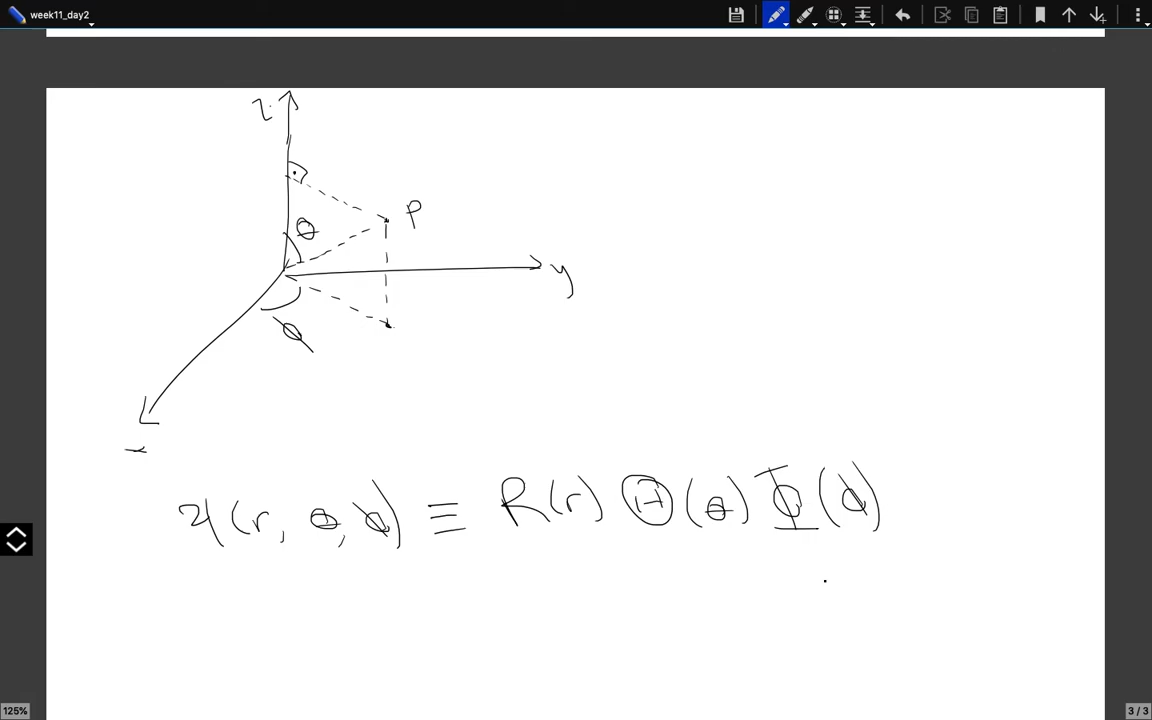 week11_day2
z
θ
P
y
ϕ
x
ψ(r, θ, ϕ) ≡ R(r) Θ(θ) Φ(ϕ)
125%
3 / 3